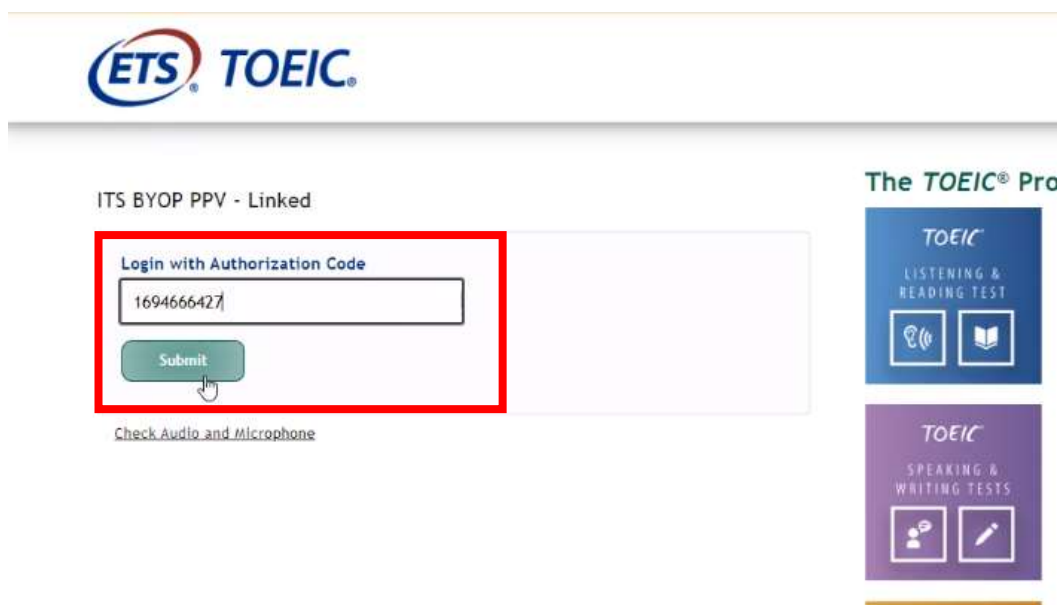 ETS® TOEIC®
ITS BYOP PPV - Linked
Login with Authorization Code
1694666427
Submit
Check Audio and Microphone
The TOEIC® Pro
TOEIC
LISTENING &
READING TEST
TOEIC
SPEAKING &
WRITING TESTS